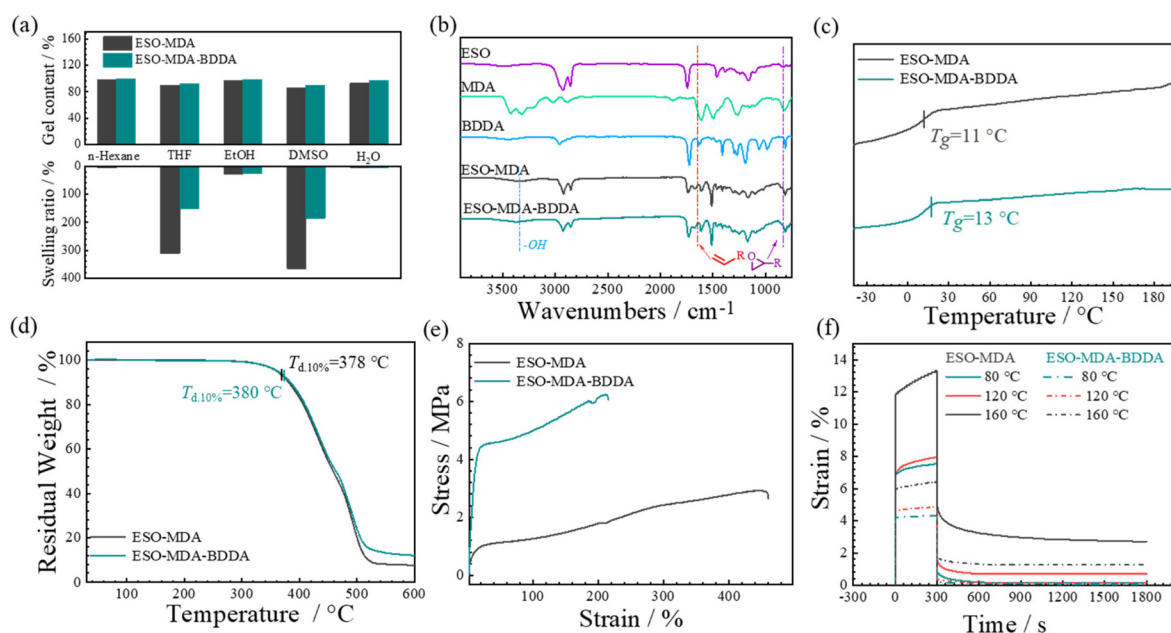 (a)
Gel content / %
160
120
80
40
0
ESO-MDA
ESO-MDA-BDDA
n-Hexane THF EtOH DMSO H2O
Swelling ratio / %
0
100
200
300
400
(b)
ESO
MDA
BDDA
ESO-MDA
ESO-MDA-BDDA
-OH
R
O
R
3500 3000 2500 2000 1500 1000
Wavenumbers / cm-1
(c)
ESO-MDA
ESO-MDA-BDDA
Tg=11 °C
Tg=13 °C
-30 0 30 60 90 120 150 180
Temperature / °C
(d)
Residual Weight / %
100
80
60
40
20
0
Td.10%=378 °C
Td.10%=380 °C
ESO-MDA
ESO-MDA-BDDA
100 200 300 400 500 600
Temperature / °C
(e)
Stress / MPa
8
6
4
2
0
ESO-MDA
ESO-MDA-BDDA
0 100 200 300 400
Strain / %
(f)
Strain / %
14
12
10
8
6
4
2
0
ESO-MDA ESO-MDA-BDDA
80 °C 80 °C
120 °C 120 °C
160 °C 160 °C
-300 0 300 600 900 1200 1500 1800
Time / s